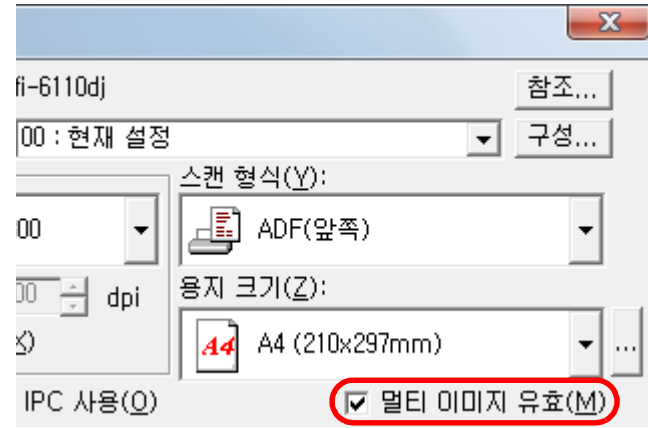 fi-6110dj
참조...
00 : 현재 설정
구성...
스캔 형식(Y):
00
ADF(앞쪽)
00 dpi
용지 크기(Z):
X)
A4
A4 (210x297mm)
...
IPC 사용(O)
멀티 이미지 유효(M)